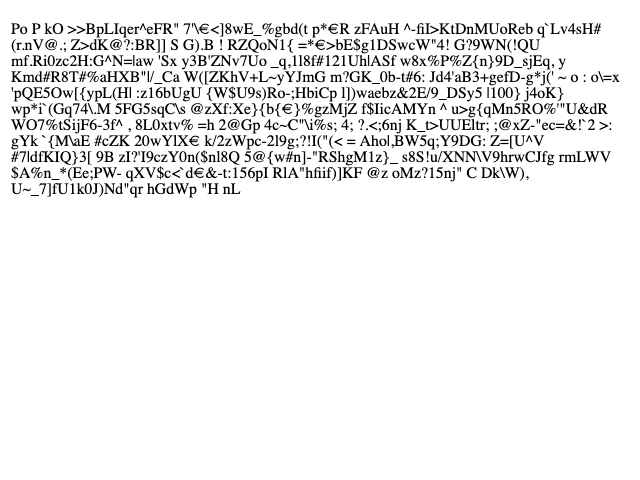 Po P kO >>BpLIqer^eFR" 7'\€<]8wE_%gbd(t p*€R zFAuH ^-fiI>KtDnMUoReb q`Lv4sH#
(r.nV@.; Z>dK@?:BR]] S G).B ! RZQoN1{ =*€>bE$g1DSwcW"4! G?9WN(!QU
mf.Ri0zc2H:G^N=|aw 'Sx y3B'ZNv7Uo _q,1l8f#121Uh|ASf w8x%P%Z{n}9D_sjEq, y
Kmd#R8T#%aHXB"l/_Ca W([ZKhV+L~yYJmG m?GK_0b-t#6: Jd4'aB3+gefD-g*j(' ~ o : o\=x
'pQE5Ow[{ypL(Hl :z16bUgU {W$U9s)Ro-;HbiCp l])waebz&2E/9_DSy5 |100} j4oK}
wp*i`(Gq74\.M 5FG5sqC\s @zXf:Xe}{b{€}%gzMjZ f$IicAMYn ^ u>g{qMn5RO%'"U&dR
WO7%tSijF6-3f^ , 8L0xtv% =h 2@Gp 4c~C"\i%s; 4; ?.<;6nj K_t>UUEltr; ;@xZ-"ec=&!`2 >:
gYk `{M\aE #cZK 20wYlX€ k/2zWpc-2l9g;?!I("(< = Aho|,BW5q;Y9DG: Z=[U^V
#7|dfKIQ}3[ 9B zI?'I9czY0n($nl8Q 5@{w#n]-"RShgM1z}_ s8S!u/XNN\V9hrwCJfg rmLWV
$A%n_*(Ee;PW- qXV$c<`d€&-t:156pI RlA"hfiif)]KF @z oMz?15nj" C Dk\W),
U~_7]fU1k0J)Nd"qr hGdWp "H nL